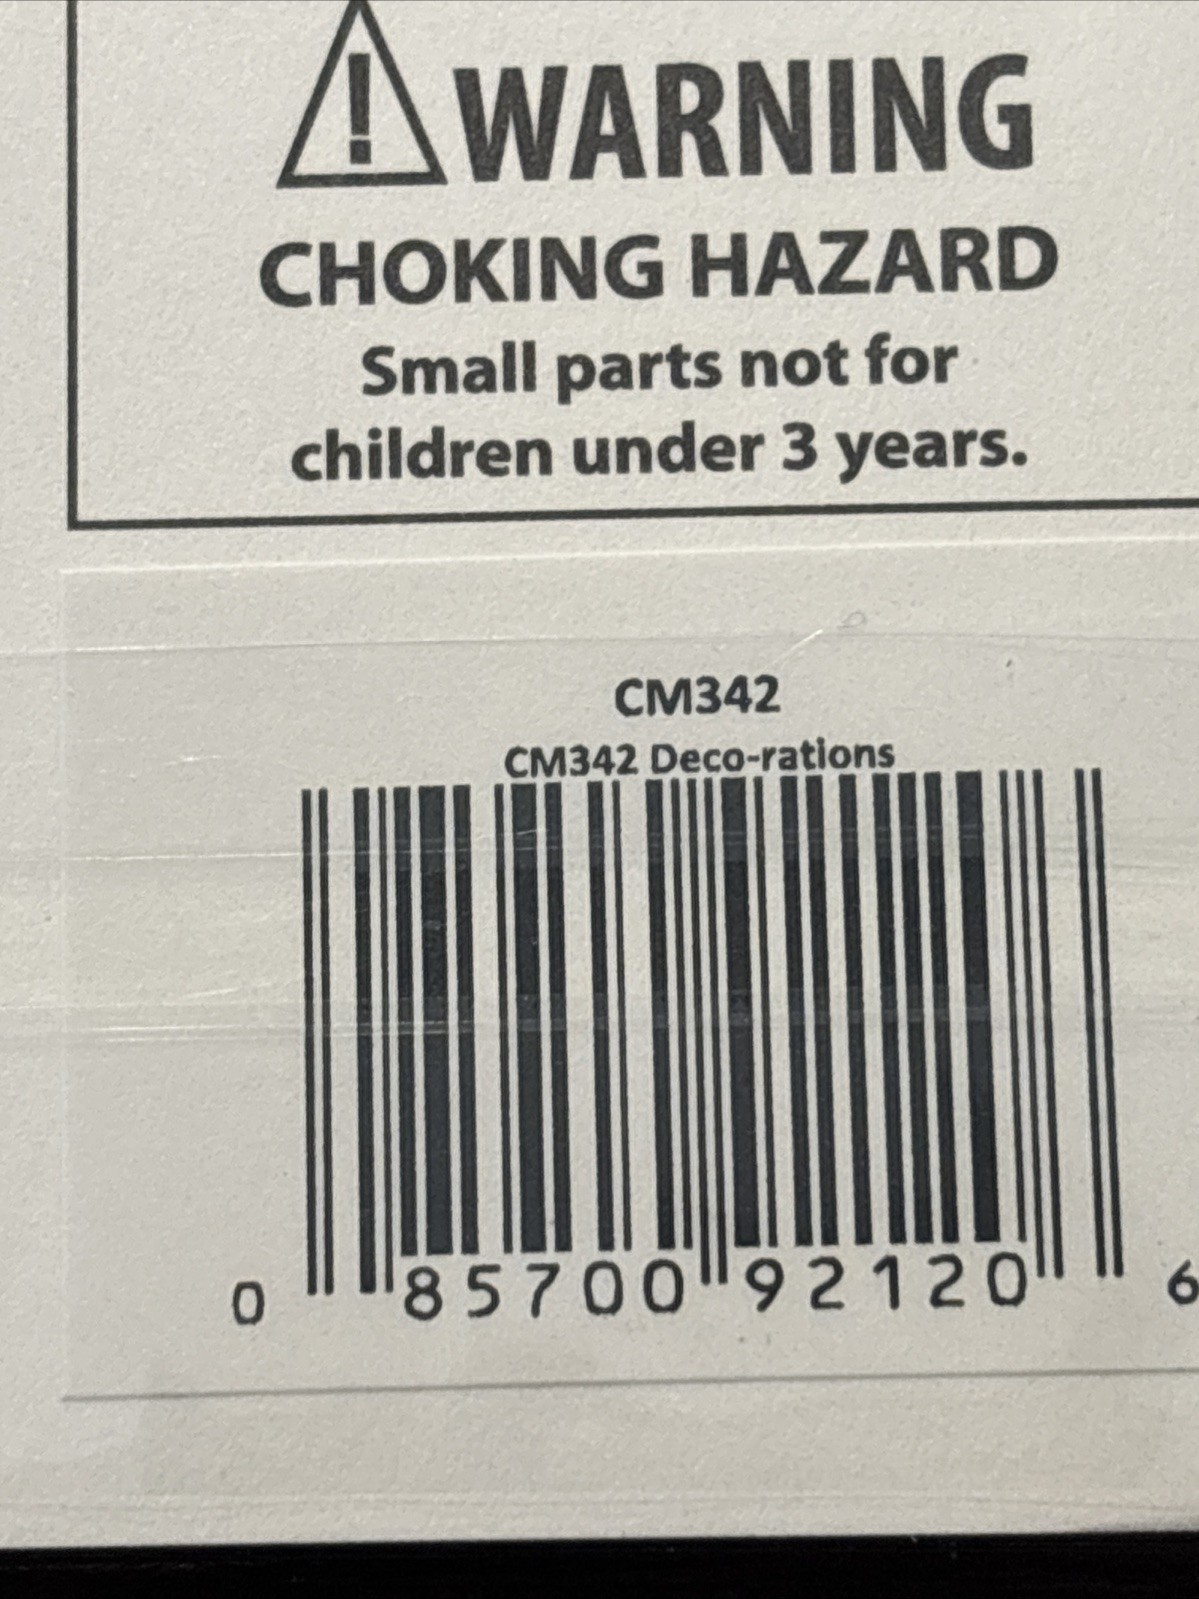 WARNING
CHOKING HAZARD
Small parts not for
children under 3 years.
CM342
CM342 Deco-rations
0 85700 92120 6